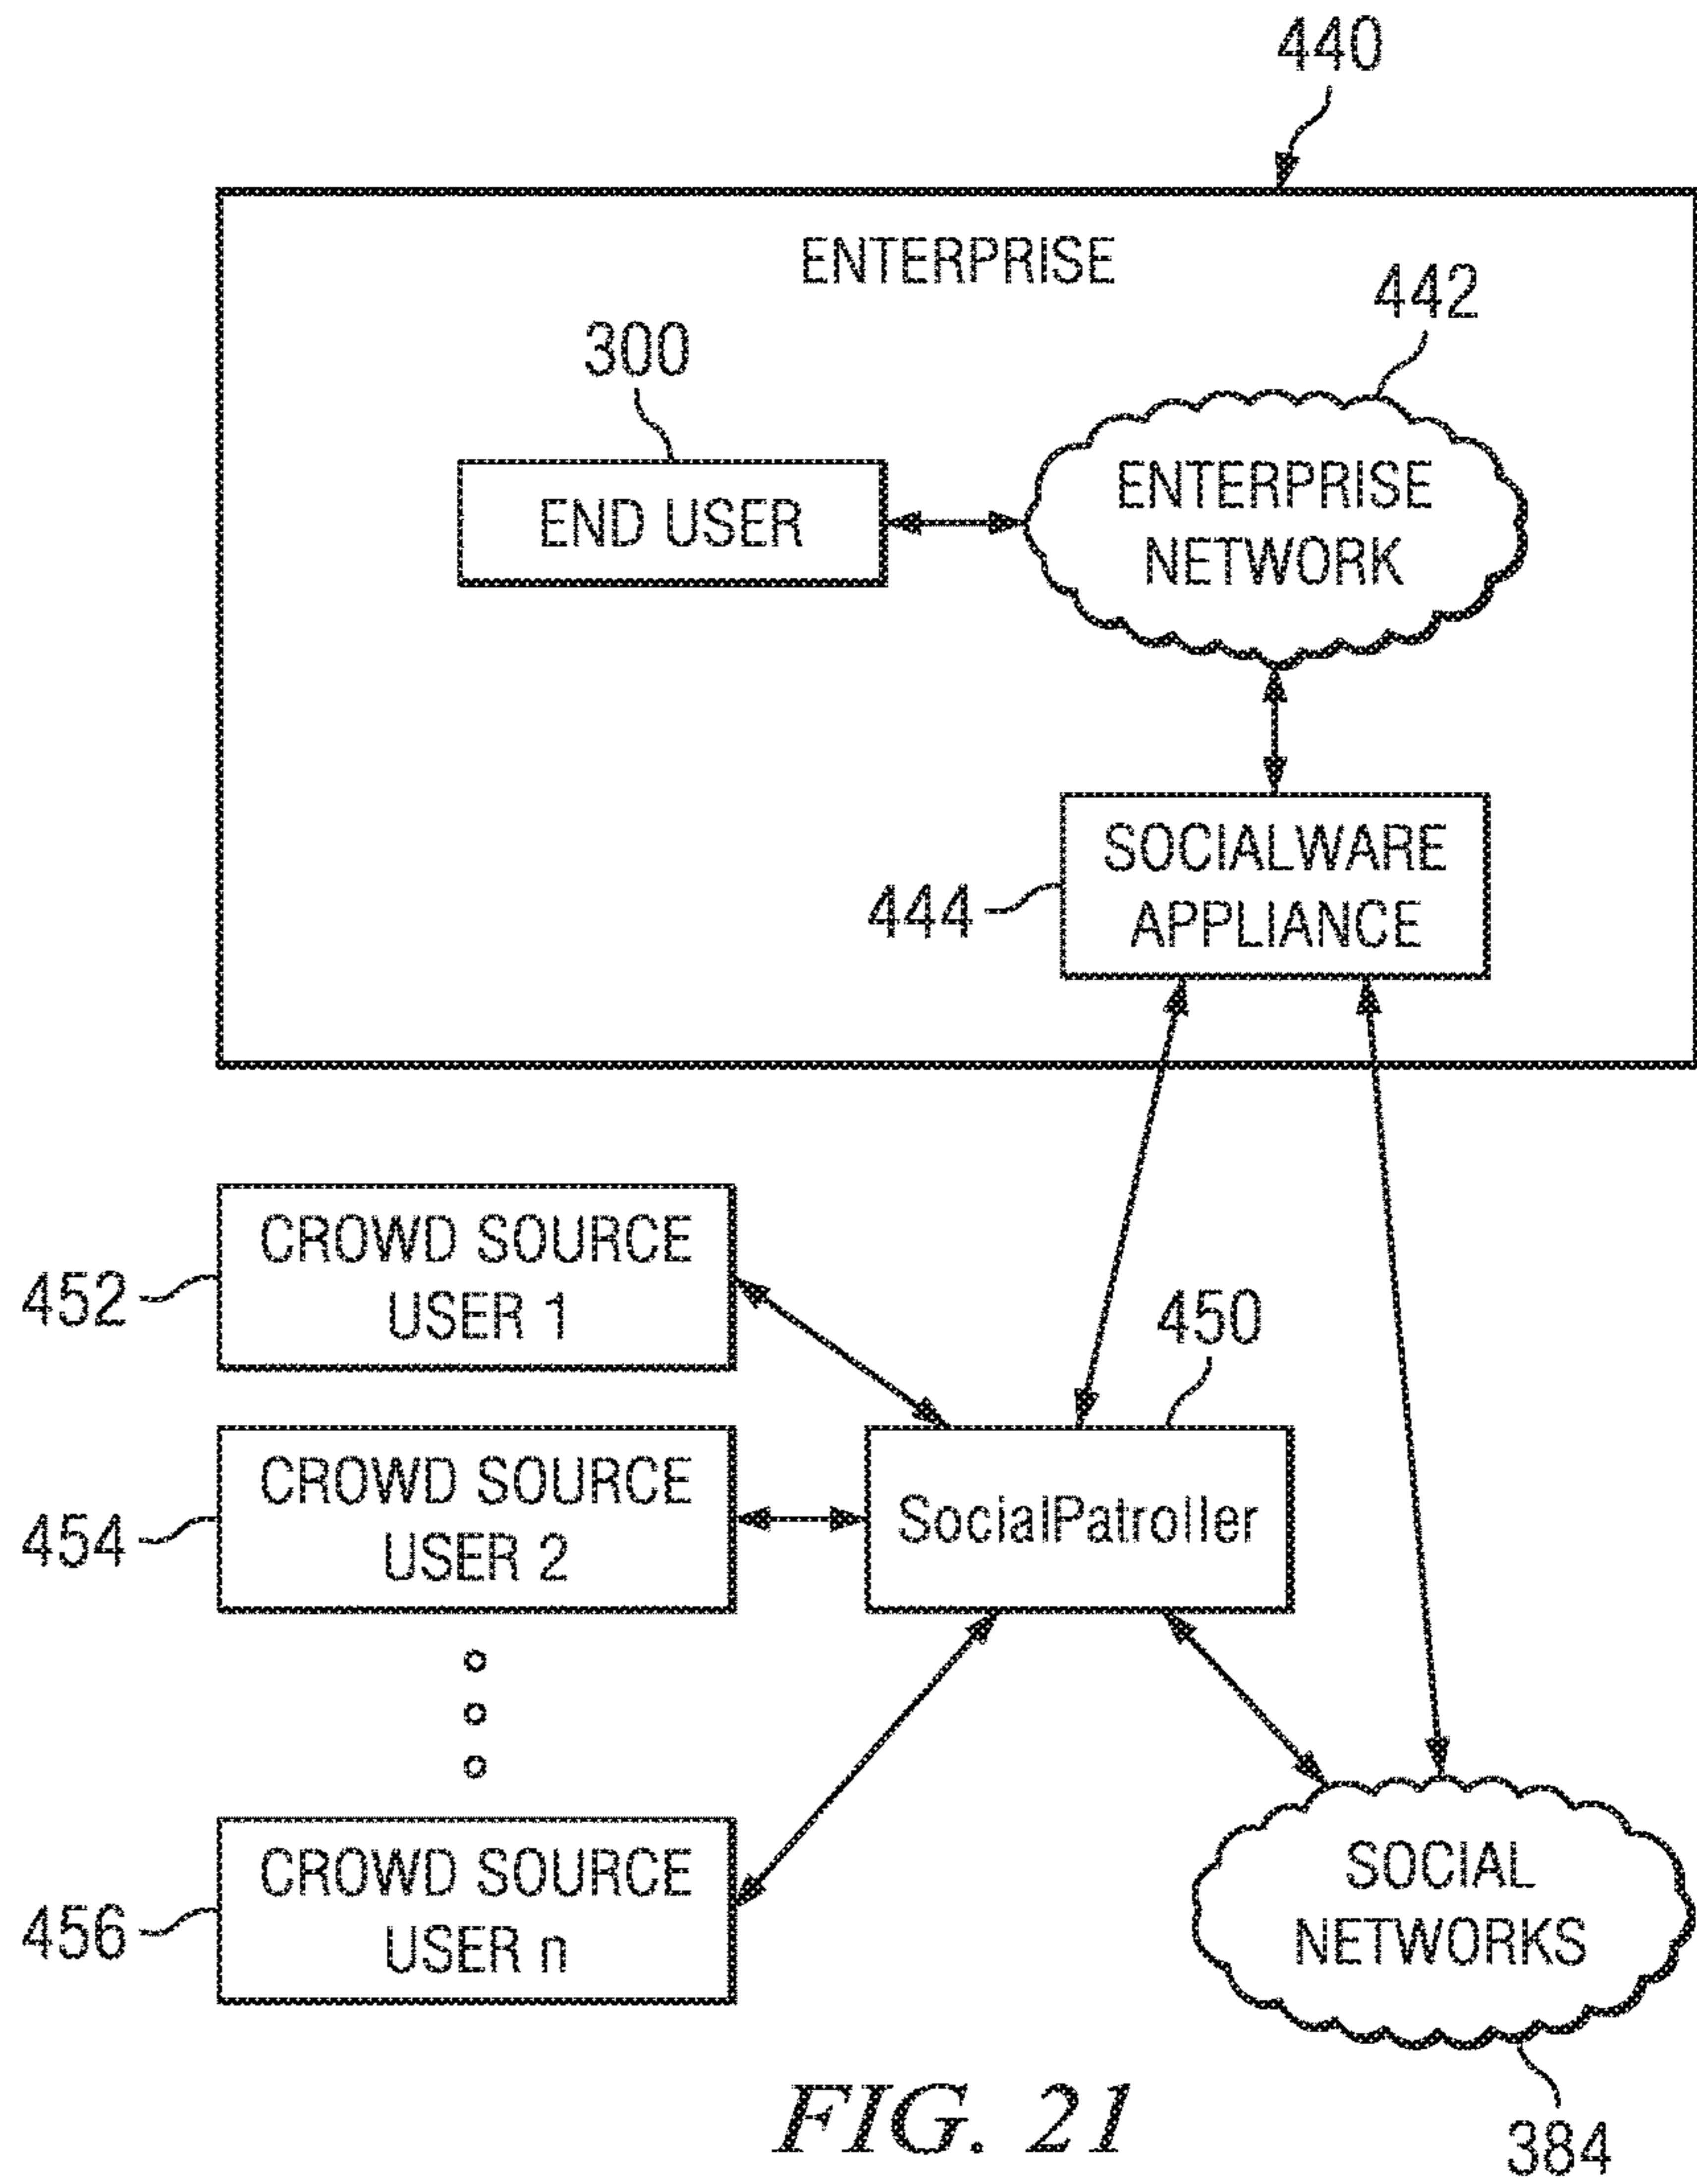 440
ENTERPRISE
442
300
END USER
ENTERPRISE
NETWORK
SOCIALWARE
APPLIANCE
444
CROWD SOURCE
USER 1
452
450
CROWD SOURCE
USER 2
454
SocialPatroller
CROWD SOURCE
USER n
456
SOCIAL
NETWORKS
FIG. 21
384